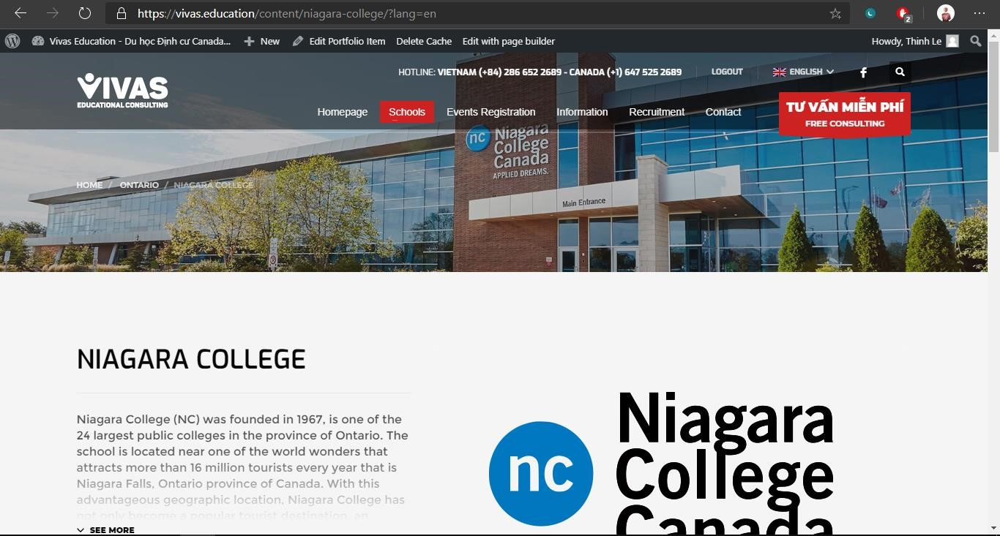 https://vivas.education/content/niagara-college/?lang=en
2
Vivas Education - Du học Định cư Canada... New Edit Portfolio Item Delete Cache Edit with page builder Howdy, Thinh Le
HOTLINE: VIETNAM (+84) 286 652 2689 - CANADA (+1) 647 525 2689 LOGOUT ENGLISH
VIVAS
EDUCATIONAL CONSULTING
Homepage Schools Events Registration Information Recruitment Contact
TƯ VẤN MIỄN PHÍ
FREE CONSULTING
nc Niagara
College
Canada
APPLIED DREAMS.
Main Entrance
HOME / ONTARIO / NIAGARA COLLEGE
NIAGARA COLLEGE
Niagara College (NC) was founded in 1967, is one of the
24 largest public colleges in the province of Ontario. The
school is located near one of the world wonders that
attracts more than 16 million tourists every year that is
Niagara Falls, Ontario province of Canada. With this
advantageous geographic location, Niagara College has
not only become a popular tourist destination, an
SEE MORE
nc
Niagara
College
Canada